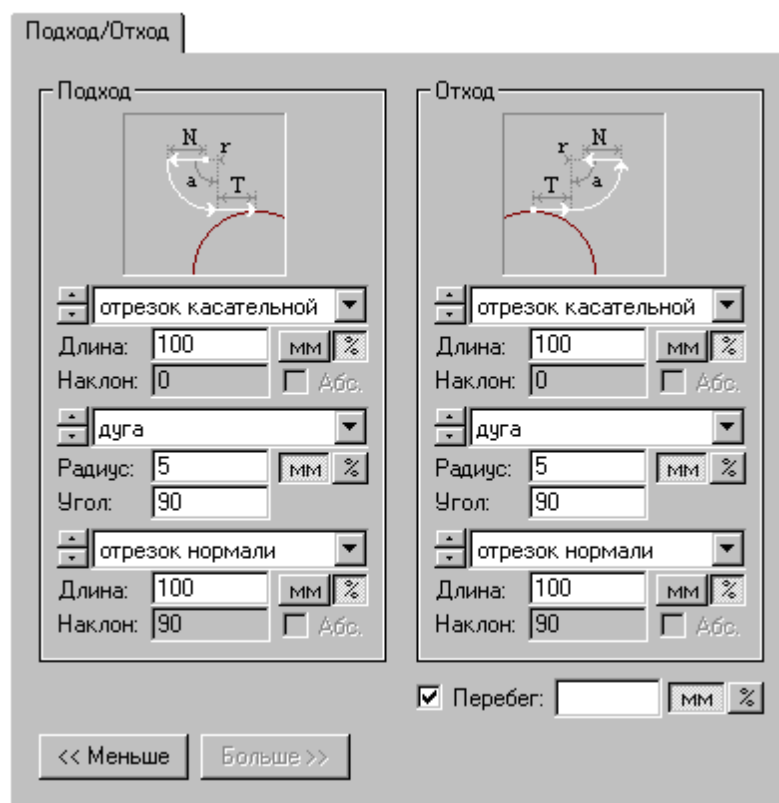 Подход/Отход
Подход
N
r
a
T
отрезок касательной
Длина: 100 мм %
Наклон: 0 Абс.
дуга
Радиус: 5 мм %
Угол: 90
отрезок нормали
Длина: 100 мм %
Наклон: 90 Абс.
Отход
N
r
a
T
отрезок касательной
Длина: 100 мм %
Наклон: 0 Абс.
дуга
Радиус: 5 мм %
Угол: 90
отрезок нормали
Длина: 100 мм %
Наклон: 90 Абс.
Перебег: мм %
<< Меньше Больше >>